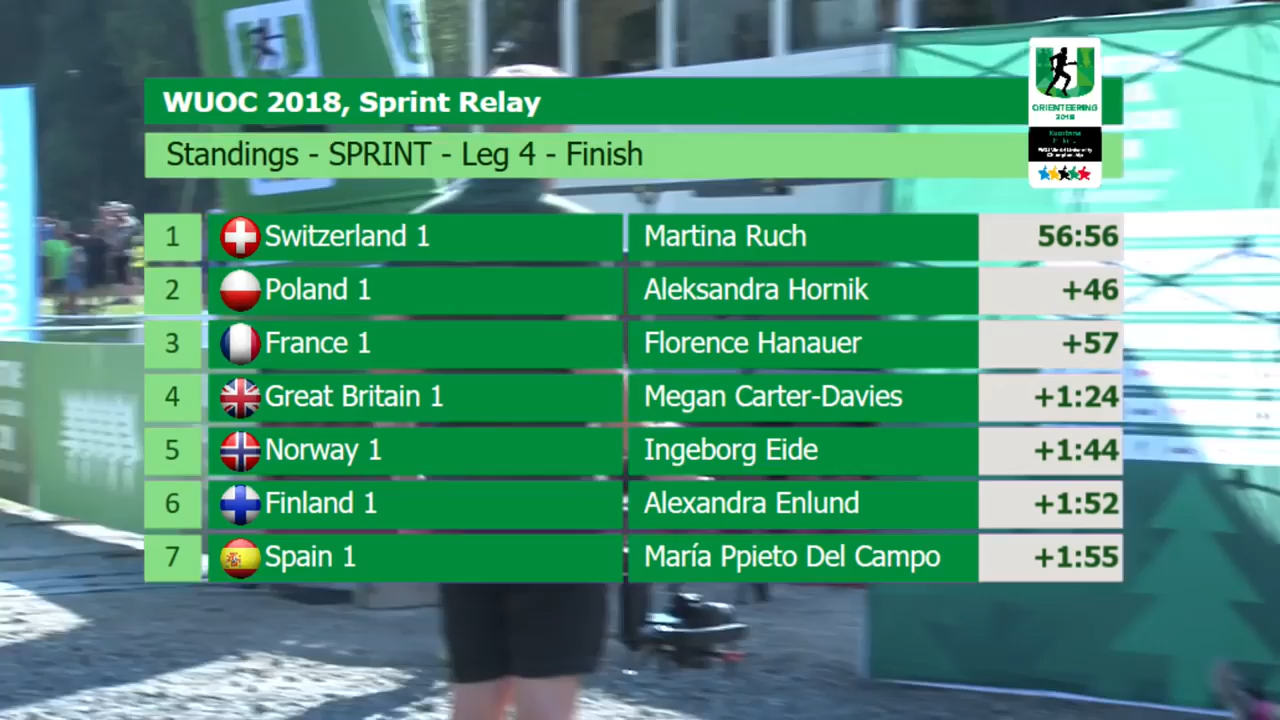 WUOC 2018, Sprint Relay
Standings - SPRINT - Leg 4 - Finish
ORIENTEERING
2018
1 Switzerland 1 Martina Ruch 56:56
2 Poland 1 Aleksandra Hornik +46
3 France 1 Florence Hanauer +57
4 Great Britain 1 Megan Carter-Davies +1:24
5 Norway 1 Ingeborg Eide +1:44
6 Finland 1 Alexandra Enlund +1:52
7 Spain 1 María Ppieto Del Campo +1:55